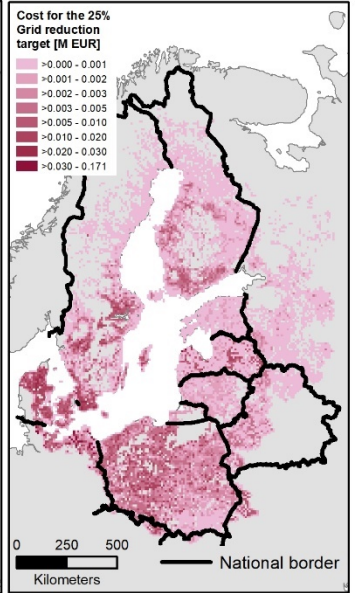 Cost for the 25%
Grid reduction
target [M EUR]
>0.000 - 0.001
>0.001 - 0.002
>0.002 - 0.003
>0.003 - 0.005
>0.005 - 0.010
>0.010 - 0.020
>0.020 - 0.030
>0.030 - 0.171
0 250 500
Kilometers
National border